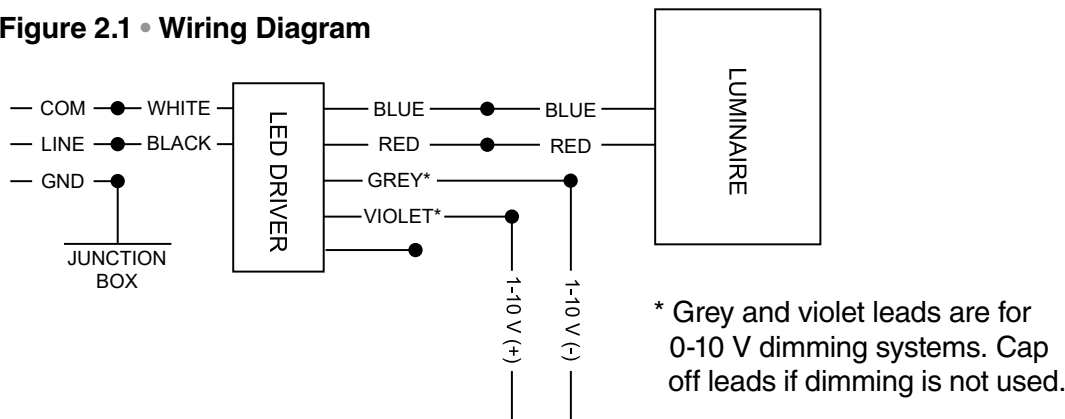 Figure 2.1 • Wiring Diagram
COM WHITE BLUE BLUE
LINE BLACK RED RED
GND GREY*
VIOLET*
JUNCTION
BOX
LED DRIVER
LUMINAIRE
1-10 V (+)
1-10 V (-)
* Grey and violet leads are for
0-10 V dimming systems. Cap
off leads if dimming is not used.